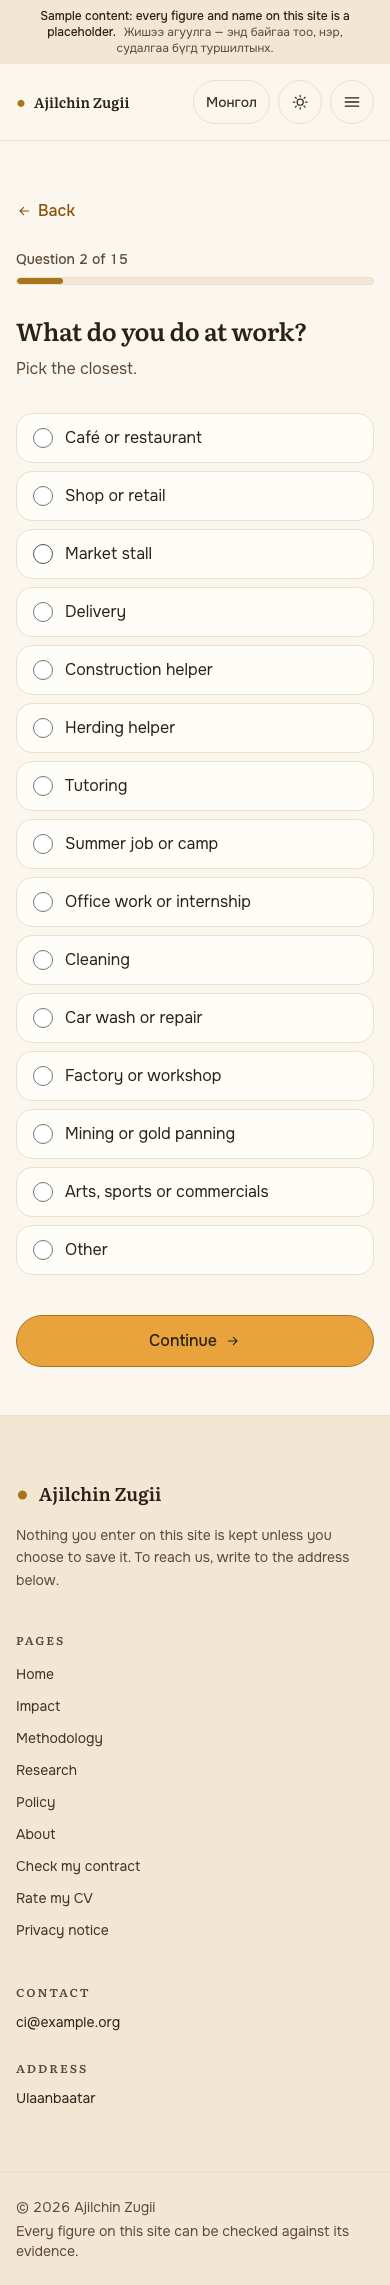 Sample content: every figure and name on this site is a
placeholder. Жишээ агуулга — энд байгаа тоо, нэр,
судалгаа бүгд туршилтынх.
Ajilchin Zugii
Монгол
← Back
Question 2 of 15
What do you do at work?
Pick the closest.
Café or restaurant
Shop or retail
Market stall
Delivery
Construction helper
Herding helper
Tutoring
Summer job or camp
Office work or internship
Cleaning
Car wash or repair
Factory or workshop
Mining or gold panning
Arts, sports or commercials
Other
Continue →
Ajilchin Zugii
Nothing you enter on this site is kept unless you
choose to save it. To reach us, write to the address
below.
PAGES
Home
Impact
Methodology
Research
Policy
About
Check my contract
Rate my CV
Privacy notice
CONTACT
ci@example.org
ADDRESS
Ulaanbaatar
© 2026 Ajilchin Zugii
Every figure on this site can be checked against its
evidence.